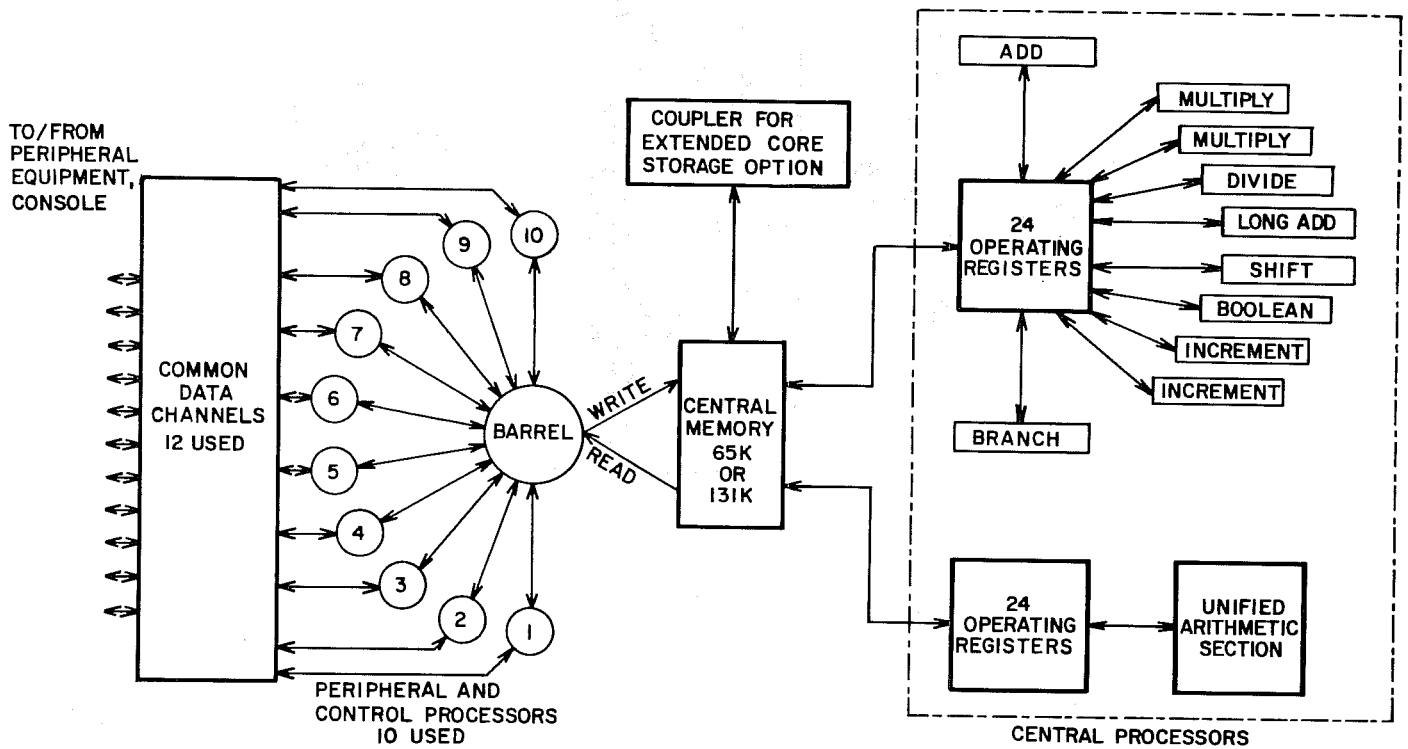 TO/FROM
PERIPHERAL
EQUIPMENT,
CONSOLE
COMMON
DATA
CHANNELS
12 USED
10
9
8
7
6
5
4
3
2
1
BARREL
PERIPHERAL AND
CONTROL PROCESSORS
10 USED
WRITE
READ
COUPLER FOR
EXTENDED CORE
STORAGE OPTION
CENTRAL
MEMORY
65K
OR
131K
ADD
MULTIPLY
MULTIPLY
DIVIDE
LONG ADD
SHIFT
BOOLEAN
INCREMENT
INCREMENT
24
OPERATING
REGISTERS
BRANCH
24
OPERATING
REGISTERS
UNIFIED
ARITHMETIC
SECTION
CENTRAL PROCESSORS